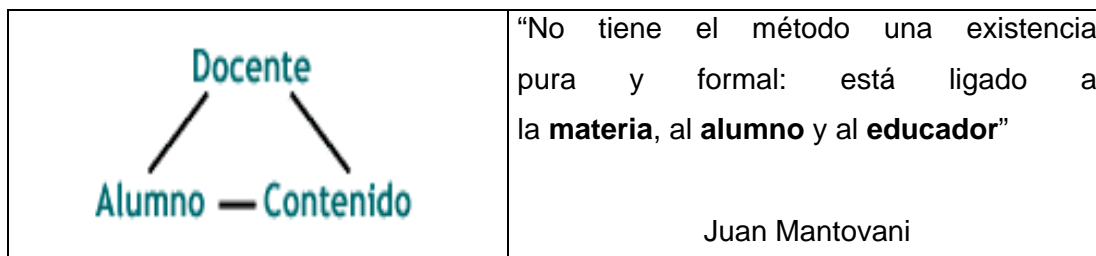 Docente
Alumno — Contenido
“No tiene el método una existencia
pura y formal: está ligado a
la materia, al alumno y al educador”
Juan Mantovani